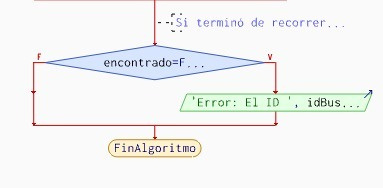 Si terminó de recorrer...
F
V
encontrado=F...
'Error: El ID ', idBus...
FinAlgoritmo